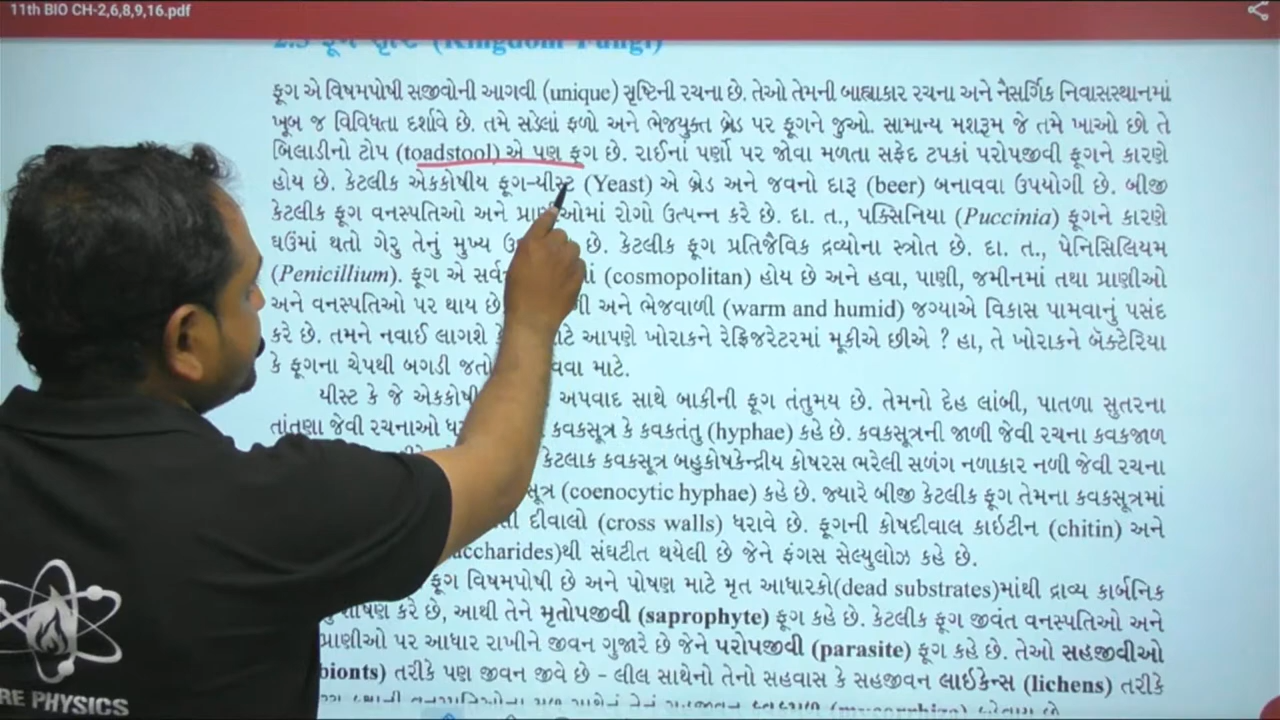 11th BIO CH-2,6,8,9,16.pdf
(Kingdom Fungi)
ફૂગ એ વિષમપોષી સજીવોની આગવી (unique) સૃષ્ટિની રચના છે. તેઓ તેમની બાહ્યાકાર રચના અને નૈસર્ગિક નિવાસસ્થાનમાં
ખૂબ જ વિવિધતા દર્શાવે છે. તમે સડેલાં ફળો અને ભેજયુક્ત બ્રેડ પર ફૂગને જુઓ. સામાન્ય મશરૂમ જે તમે ખાઓ છો તે
બિલાડીનો ટોપ (toadstool) એ પણ ફૂગ છે. રાઈનાં પર્ણો પર જોવા મળતા સફેદ ટપકાં પરોપજીવી ફૂગને કારણે
હોય છે. કેટલીક એકકોષીય ફૂગ-યીસ્ટ (Yeast) એ બ્રેડ અને જવનો દારૂ (beer) બનાવવા ઉપયોગી છે. બીજી
કેટલીક ફૂગ વનસ્પતિઓ અને પ્રાણીઓમાં રોગો ઉત્પન્ન કરે છે. દા. ત., પક્સિનિયા (Puccinia) ફૂગને કારણે
ઘઉંમાં થતો ગેરુ તેનું મુખ્ય છે. કેટલીક ફૂગ પ્રતિજૈવિક દ્રવ્યોના સ્ત્રોત છે. દા. ત., પેનિસિલિયમ
(Penicillium). ફૂગ એ (cosmopolitan) હોય છે અને હવા, પાણી, જમીનમાં તથા પ્રાણીઓ
અને વનસ્પતિઓ પર થાય છે. અને ભેજવાળી (warm and humid) જગ્યાએ વિકાસ પામવાનું પસંદ
કરે છે. તમને નવાઈ લાગશે આપણે ખોરાકને રેફ્રિજરેટરમાં મૂકીએ છીએ ? હા, તે ખોરાકને બૅક્ટેરિયા
કે ફૂગના ચેપથી બગડી જતો માટે.
યીસ્ટ કે જે અપવાદ સાથે બાકીની ફૂગ તંતુમય છે. તેમનો દેહ લાંબી, પાતળા સુતરના
તાંતણા જેવી રચનાઓ કવકસૂત્ર કે કવકતંતુ (hyphae) કહે છે. કવકસૂત્રની જાળી જેવી રચના કવકજાળ
કેટલાક કવકસૂત્ર બહુકોષકેન્દ્રીય કોષરસ ભરેલી સળંગ નળાકાર નળી જેવી રચના
(coenocytic hyphae) કહે છે. જ્યારે બીજી કેટલીક ફૂગ તેમના કવકસૂત્રમાં
દીવાલો (cross walls) ધરાવે છે. ફૂગની કોષદીવાલ કાઇટીન (chitin) અને
સંઘટીત થયેલી છે જેને ફંગસ સેલ્યુલોઝ કહે છે.
ફૂગ વિષમપોષી છે અને પોષણ માટે મૃત આધારકો(dead substrates)માંથી દ્રાવ્ય કાર્બનિક
કરે છે, આથી તેને મૃતોપજીવી (saprophyte) ફૂગ કહે છે. કેટલીક ફૂગ જીવંત વનસ્પતિઓ અને
પ્રાણીઓ પર આધાર રાખીને જીવન ગુજારે છે જેને પરોપજીવી (parasite) ફૂગ કહે છે. તેઓ સહજીવીઓ
તરીકે પણ જીવન જીવે છે – લીલ સાથેનો તેનો સહવાસ કે સહજીવન લાઇકેન્સ (lichens) તરીકે
PHYSICS